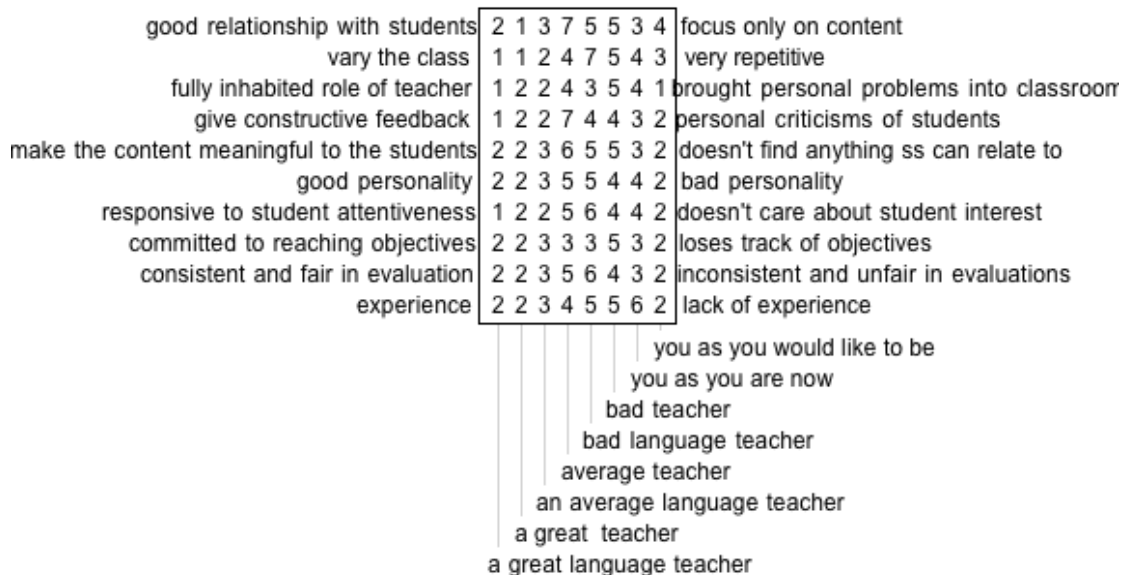 good relationship with students 2 1 3 7 5 5 3 4 focus only on content
vary the class 1 1 2 4 7 5 4 3 very repetitive
fully inhabited role of teacher 1 2 2 4 3 5 4 1 brought personal problems into classroom
give constructive feedback 1 2 2 7 4 4 3 2 personal criticisms of students
make the content meaningful to the students 2 2 3 6 5 5 3 2 doesn't find anything ss can relate to
good personality 2 2 3 5 5 4 4 2 bad personality
responsive to student attentiveness 1 2 2 5 6 4 4 2 doesn't care about student interest
committed to reaching objectives 2 2 3 3 3 5 3 2 loses track of objectives
consistent and fair in evaluation 2 2 3 5 6 4 3 2 inconsistent and unfair in evaluations
experience 2 2 3 4 5 5 6 2 lack of experience
you as you would like to be
you as you are now
bad teacher
bad language teacher
average teacher
an average language teacher
a great teacher
a great language teacher